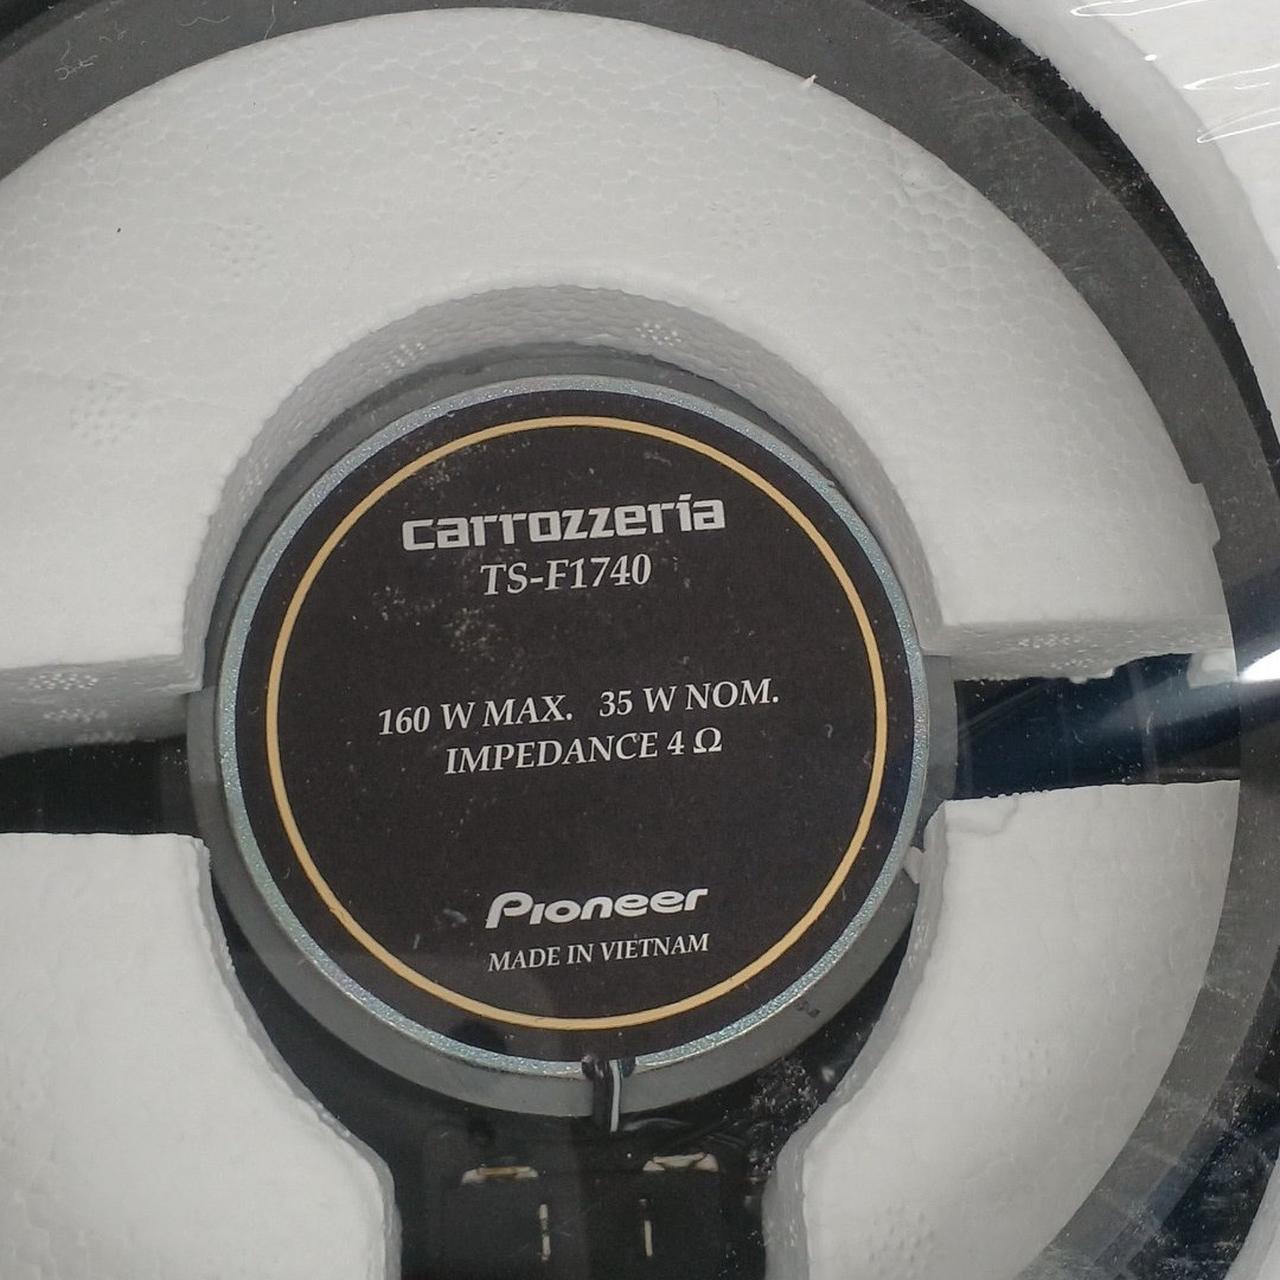 carrozzeria
TS-F1740
160 W MAX. 35 W NOM.
IMPEDANCE 4 Ω
Pioneer
MADE IN VIETNAM